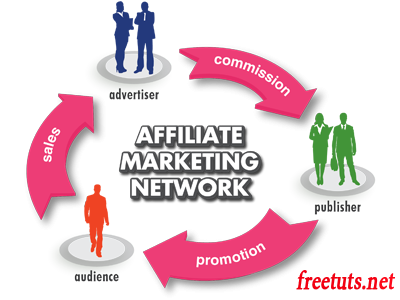 advertiser
commission
AFFILIATE
MARKETING
NETWORK
sales
publisher
promotion
audience
freetuts.net